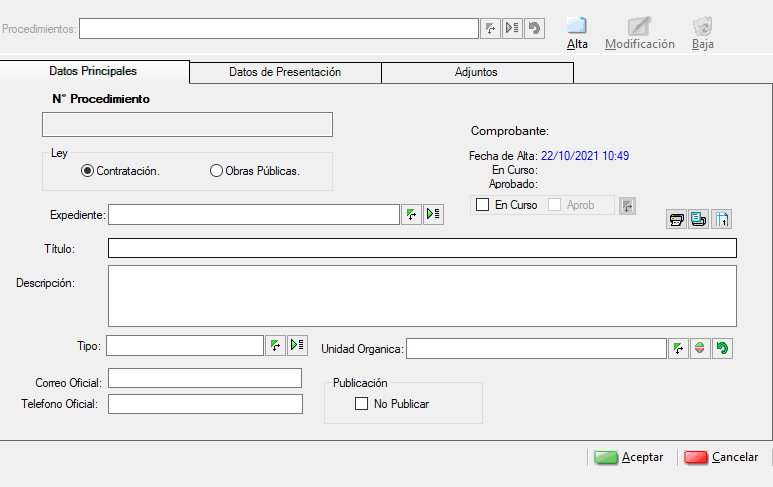 Procedimientos:
Alta Modificación Baja
Datos Principales Datos de Presentación Adjuntos
N° Procedimiento
Comprobante:
Ley
Contratación. Obras Públicas.
Fecha de Alta: 22/10/2021 10:49
En Curso:
Aprobado:
En Curso Aprob
Expediente:
1
Título:
Descripción:
Tipo:
Unidad Organica:
Correo Oficial:
Telefono Oficial:
Publicación
No Publicar
Aceptar Cancelar